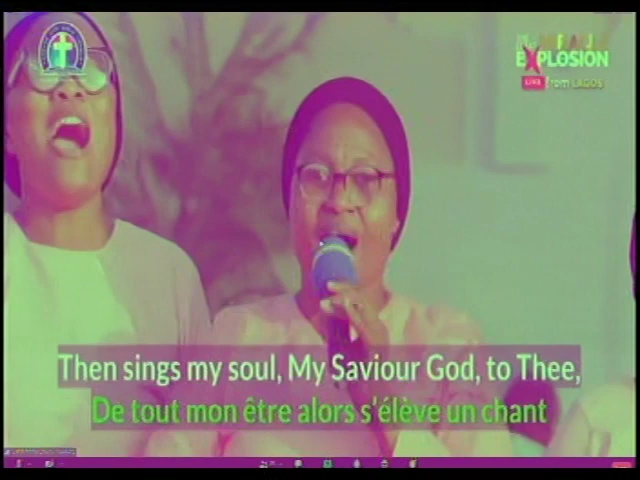 EXPLOSION
LIVE from LAGOS
Then sings my soul, My Saviour God, to Thee,
De tout mon être alors s'élève un chant